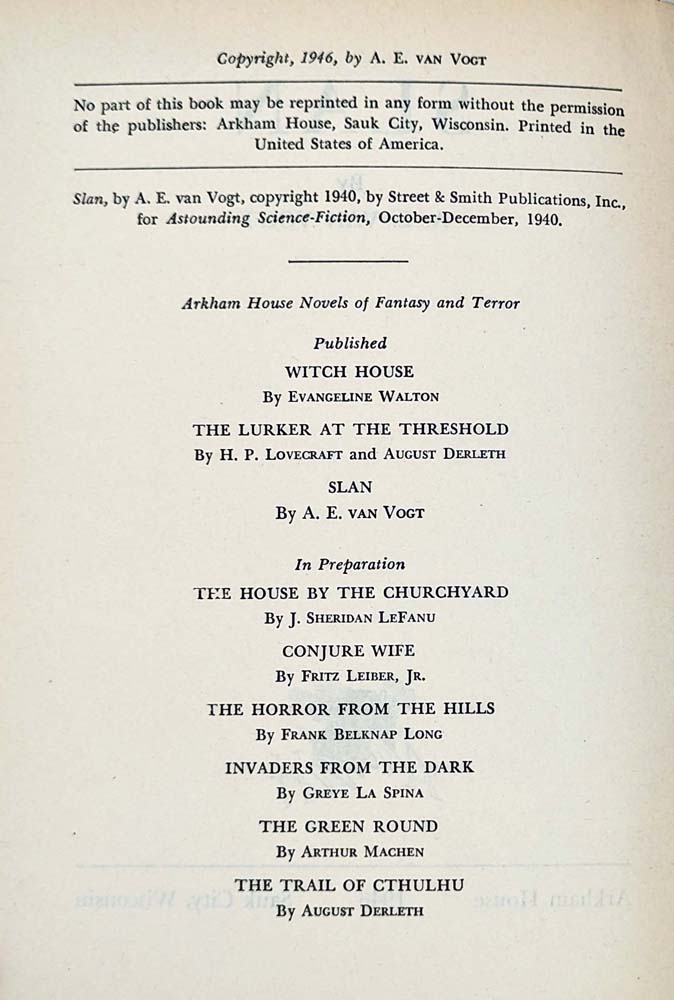 Copyright, 1946, by A. E. VAN VOGT
No part of this book may be reprinted in any form without the permission
of the publishers: Arkham House, Sauk City, Wisconsin. Printed in the
United States of America.
Slan, by A. E. van Vogt, copyright 1940, by Street & Smith Publications, Inc.,
for Astounding Science-Fiction, October-December, 1940.
Arkham House Novels of Fantasy and Terror
Published
WITCH HOUSE
By EVANGELINE WALTON
THE LURKER AT THE THRESHOLD
By H. P. LOVECRAFT and AUGUST DERLETH
SLAN
By A. E. VAN VOGT
In Preparation
THE HOUSE BY THE CHURCHYARD
By J. SHERIDAN LEFANU
CONJURE WIFE
By FRITZ LEIBER, JR.
THE HORROR FROM THE HILLS
By FRANK BELKNAP LONG
INVADERS FROM THE DARK
By GREYE LA SPINA
THE GREEN ROUND
By ARTHUR MACHEN
THE TRAIL OF CTHULHU
By AUGUST DERLETH